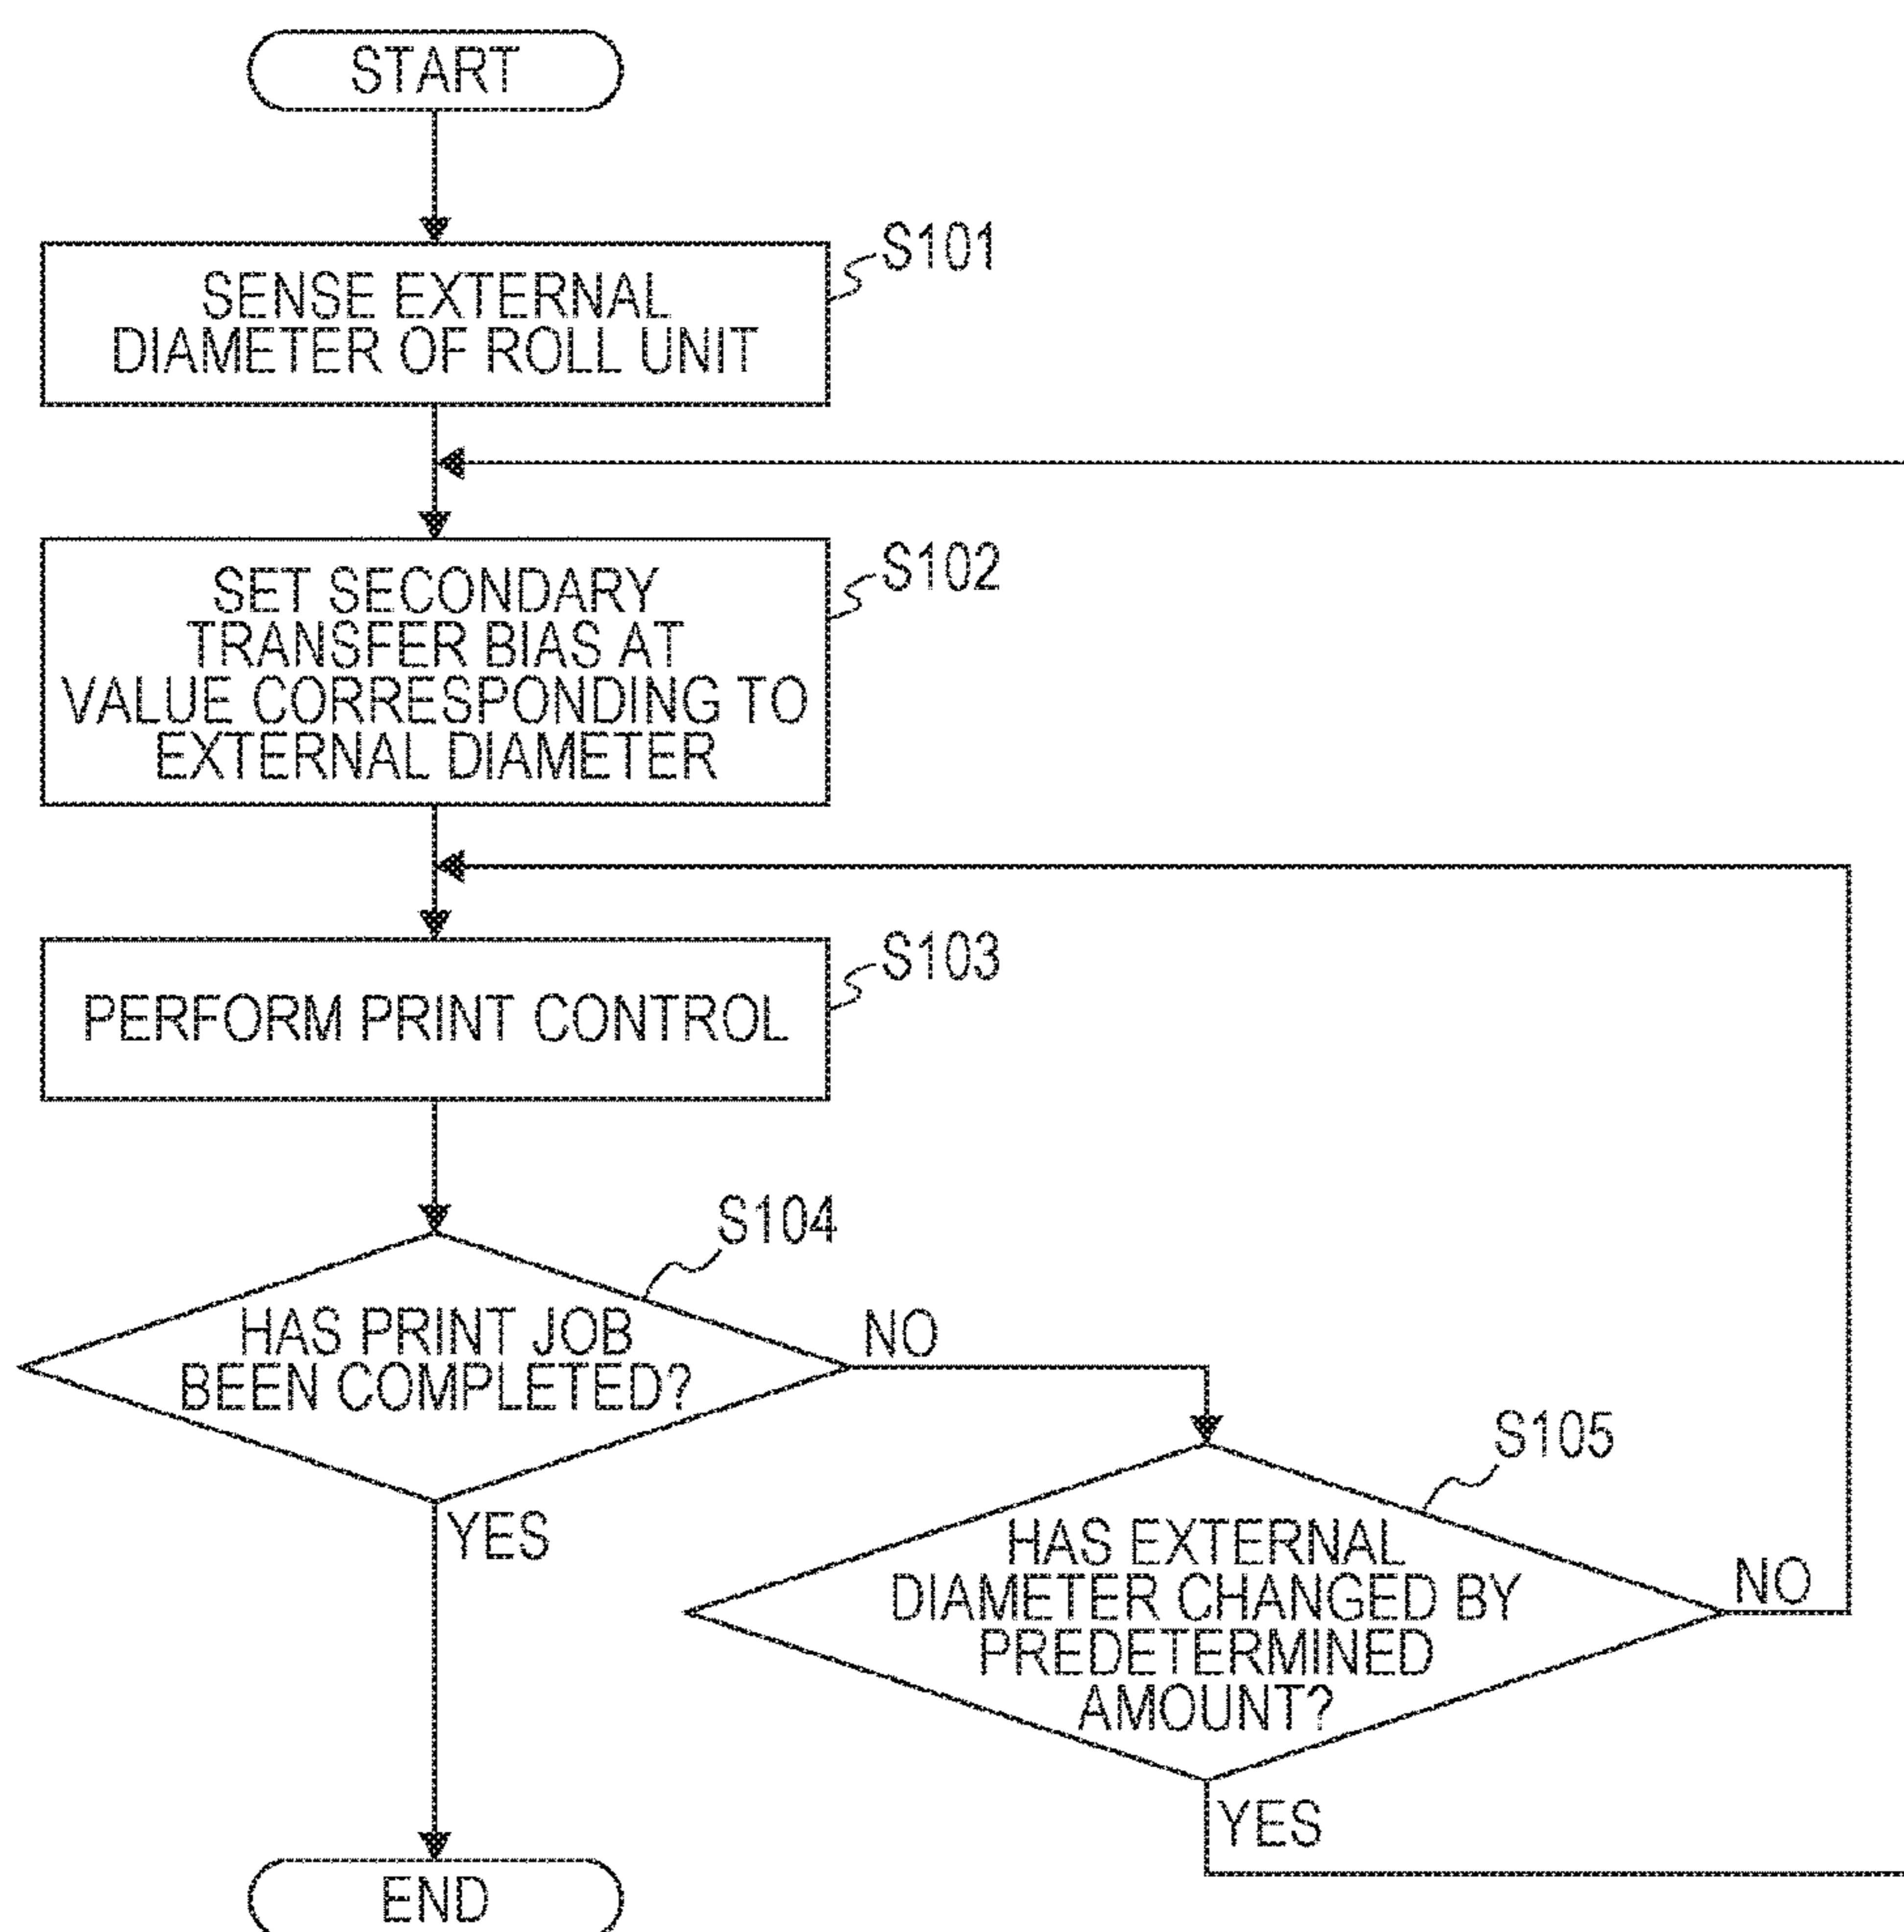 START
S101
SENSE EXTERNAL
DIAMETER OF ROLL UNIT
S102
SET SECONDARY
TRANSFER BIAS AT
VALUE CORRESPONDING TO
EXTERNAL DIAMETER
S103
PERFORM PRINT CONTROL
S104
HAS PRINT JOB
BEEN COMPLETED?
NO
YES
S105
HAS EXTERNAL
DIAMETER CHANGED BY
PREDETERMINED
AMOUNT?
NO
YES
END